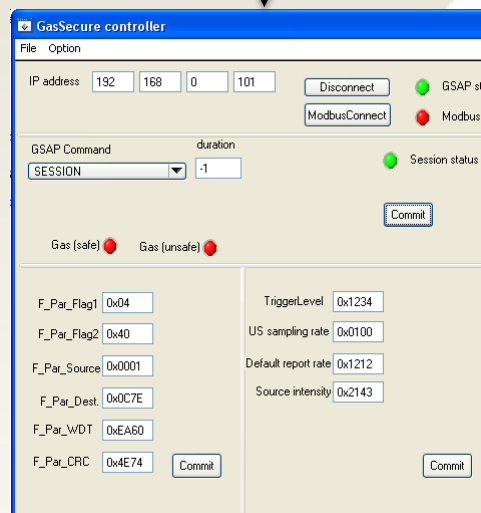 GasSecure controller
File Option
IP address 192 168 0 101 Disconnect GSAP st
ModbusConnect Modbus
GSAP Command duration
SESSION -1 Session status
Commit
Gas (safe) Gas (unsafe)
F_Par_Flag1 0x04 TriggerLevel 0x1234
F_Par_Flag2 0x40 US sampling rate 0x0100
F_Par_Source 0x0001 Default report rate 0x1212
F_Par_Dest. 0x0C7E Source intensity 0x2143
F_Par_WDT 0xEA60
F_Par_CRC 0x4E74 Commit Commit